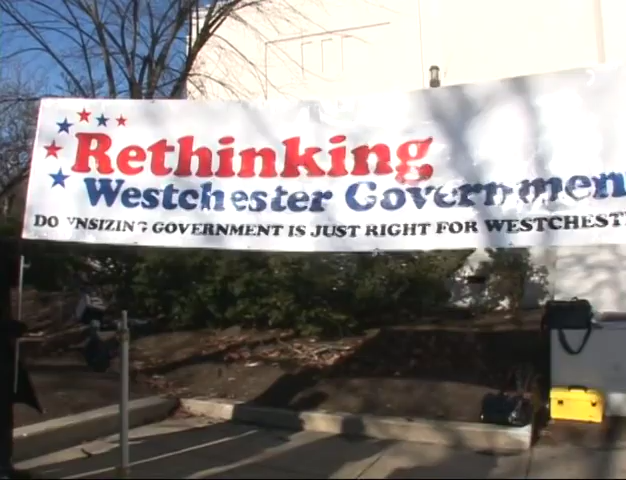 Rethinking
Westchester Governmen
DOWNSIZING GOVERNMENT IS JUST RIGHT FOR WESTCHEST